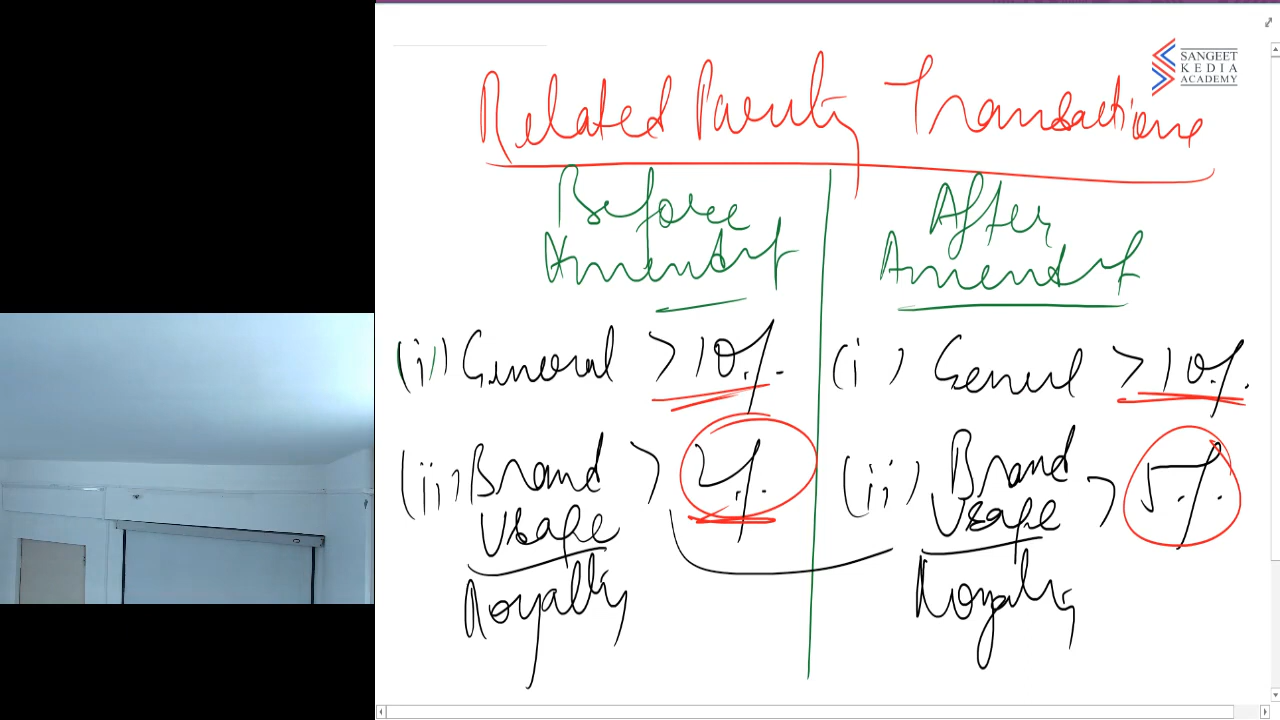 SANGEET
KEDIA
ACADEMY
Related Party Transactions
Before
Amendt
After
Amendt
(i) General > 10%.
(ii) Brand > 2%.
Usage
Royalty
(i) General > 10%.
(ii) Brand
Usage > 5%.
Royalty